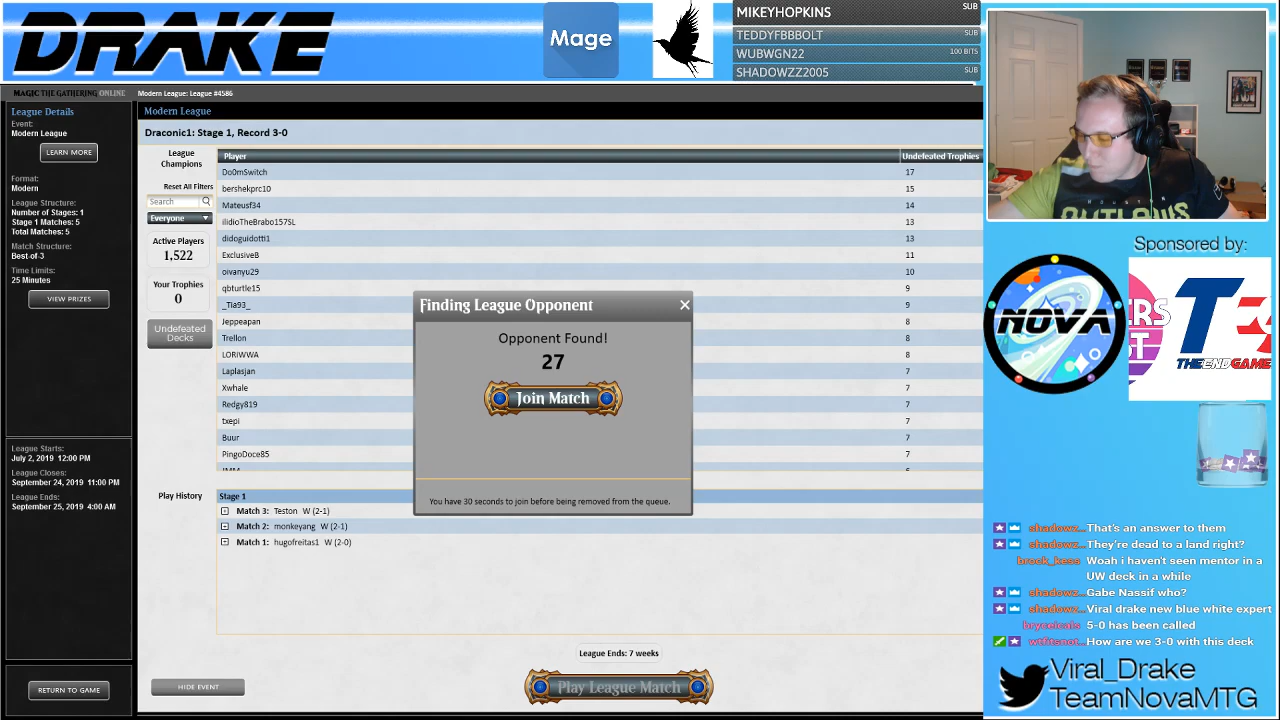 DRAKE
Mage
MIKEYHOPKINS SUB
TEDDYFBBBOLT SUB
WUBWGN22 100 BITS
SHADOWZZ2005 SUB
MAGIC THE GATHERING ONLINE
Modern League: League #4586
League Details
Event:
Modern League
LEARN MORE
Format:
Modern
League Structure:
Number of Stages: 1
Stage 1 Matches: 5
Total Matches: 5
Match Structure:
Best-of-3
Time Limits:
25 Minutes
VIEW PRIZES
League Starts:
July 2, 2019 12:00 PM
League Closes:
September 24, 2019 11:00 PM
League Ends:
September 25, 2019 4:00 AM
RETURN TO GAME
Modern League
Draconic1: Stage 1, Record 3-0
League Champions
Reset All Filters
Search
Everyone
Active Players
1,522
Your Trophies
0
Undefeated Decks
Player Undefeated Trophies
Do0mSwitch 17
bershekprc10 15
Mateusf34 14
ilidioTheBrabo157SL 13
didoguidotti1 13
ExclusiveB 11
oivanyu29 10
qbturtle15 9
_Tia93_ 9
Jeppeapan 8
Trellon 8
LORIWWA 8
Laplasjan 7
Xwhale 7
Redgy819 7
txepi 7
Buur 7
PingoDoce85 7
Finding League Opponent
Opponent Found!
27
Join Match
You have 30 seconds to join before being removed from the queue.
Play History
Stage 1
Match 3: Teston W (2-1)
Match 2: monkeyang W (2-1)
Match 1: hugofreitas1 W (2-0)
League Ends: 7 weeks
HIDE EVENT
Play League Match
OUTLAWS
Sponsored by:
NOVA
THEENDGAME
shadowz... That's an answer to them
shadowz... They're dead to a land right?
brook_kess Woah i haven't seen mentor in a
UW deck in a while
shadowz... Gabe Nassif who?
shadowz... Viral drake new blue white expert
5-0 has been called
wtfitsnot... How are we 3-0 with this deck
Viral_Drake
TeamNovaMTG